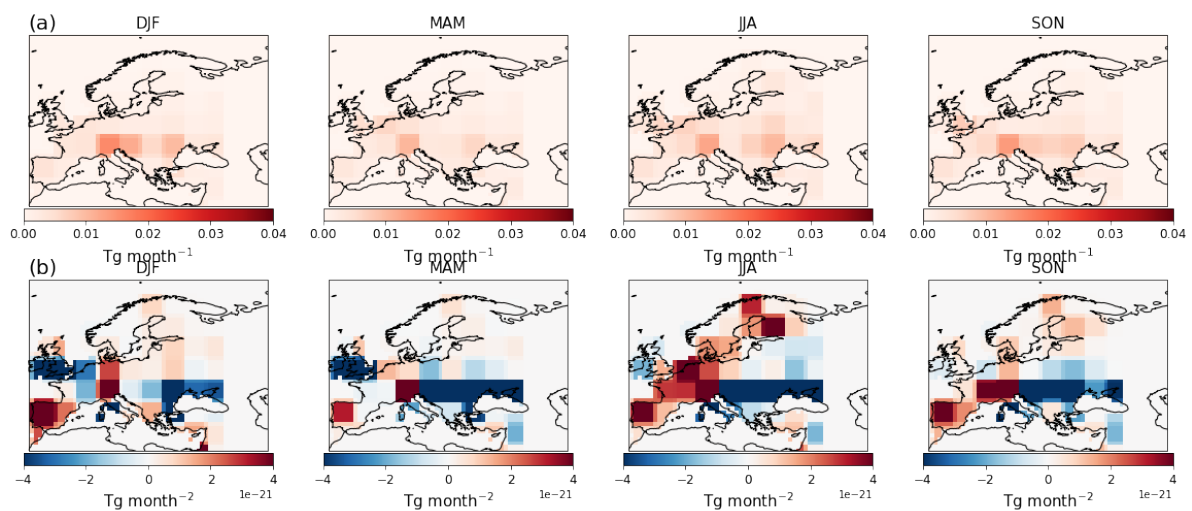 (a) DJF MAM JJA SON
0.00 0.01 0.02 0.03 0.04 0.00 0.01 0.02 0.03 0.04 0.00 0.01 0.02 0.03 0.04 0.00 0.01 0.02 0.03 0.04
Tg month⁻¹ Tg month⁻¹ Tg month⁻¹ Tg month⁻¹
(b) DJF MAM JJA SON
−4 −2 0 2 4 −4 −2 0 2 4 −4 −2 0 2 4 −4 −2 0 2 4
Tg month⁻² 1e−21 Tg month⁻² 1e−21 Tg month⁻² 1e−21 Tg month⁻² 1e−21